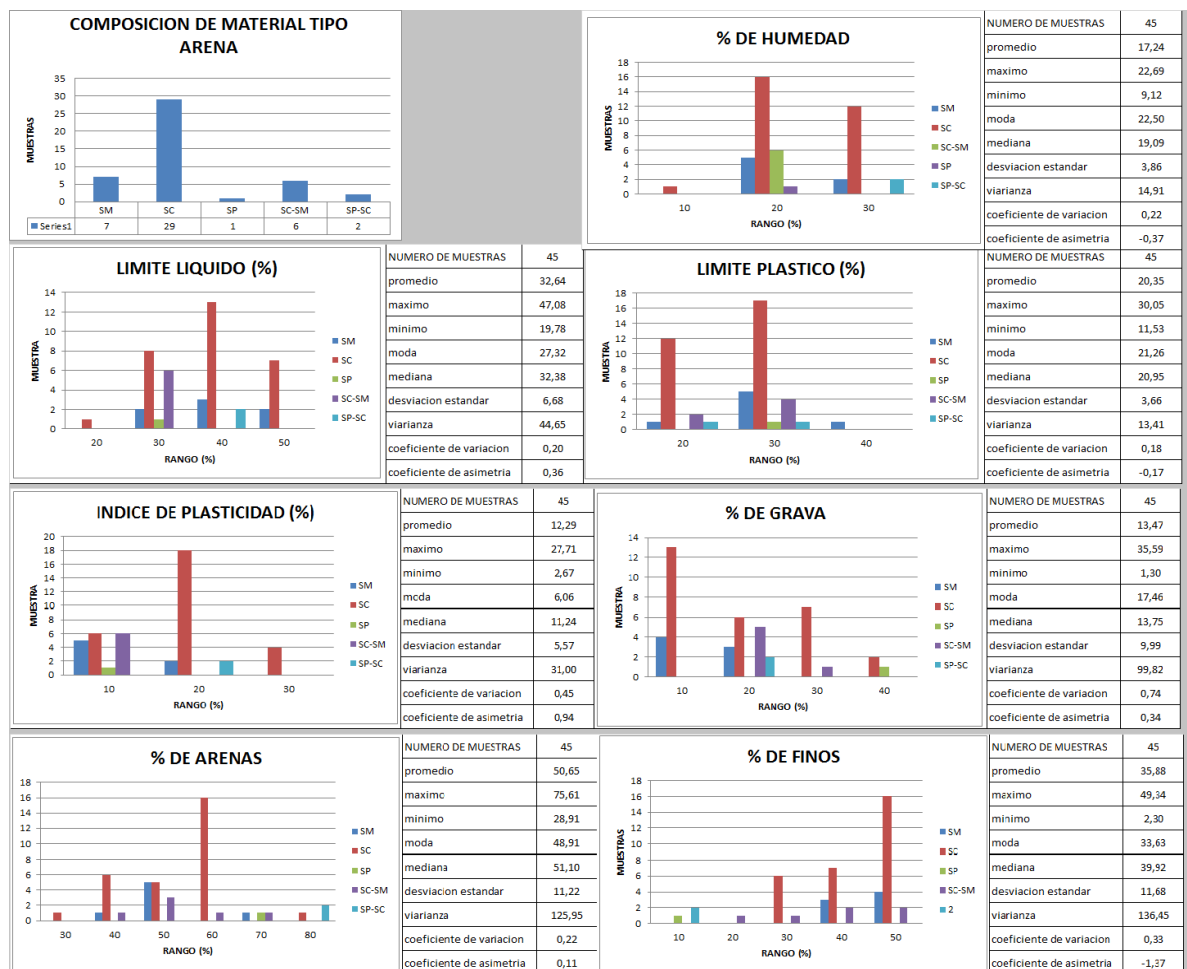 COMPOSICION DE MATERIAL TIPO
ARENA
35
30
25
20
15
10
5
0
MUESTRAS
SM SC SP SC-SM SP-SC
Series1 7 29 1 6 2
% DE HUMEDAD
18
16
14
12
10
8
6
4
2
0
MUESTRAS
10 20 30
RANGO (%)
SM
SC
SC-SM
SP
SP-SC
NUMERO DE MUESTRAS 45
promedio 17,24
maximo 22,69
minimo 9,12
moda 22,50
mediana 19,09
desviacion estandar 3,86
viarianza 14,91
coeficiente de variacion 0,22
coeficiente de asimetria -0,37
LIMITE LIQUIDO (%)
14
12
10
8
6
4
2
0
MUESTRA
20 30 40 50
RANGO (%)
SM
SC
SP
SC-SM
SP-SC
NUMERO DE MUESTRAS 45
promedio 32,64
maximo 47,08
minimo 19,78
moda 27,32
mediana 32,38
desviacion estandar 6,68
viarianza 44,65
coeficiente de variacion 0,20
coeficiente de asimetria 0,36
LIMITE PLASTICO (%)
18
16
14
12
10
8
6
4
2
0
MUESTRA
20 30 40
RANGO (%)
SM
SC
SP
SC-SM
SP-SC
NUMERO DE MUESTRAS 45
promedio 20,35
maximo 30,05
minimo 11,53
moda 21,26
mediana 20,95
desviacion estandar 3,66
viarianza 13,41
coeficiente de variacion 0,18
coeficiente de asimetria -0,17
INDICE DE PLASTICIDAD (%)
20
18
16
14
12
10
8
6
4
2
0
MUESTRA
10 20 30
RANGO (%)
SM
SC
SP
SC-SM
SP-SC
NUMERO DE MUESTRAS 45
promedio 12,29
maximo 27,71
minimo 2,67
moda 6,06
mediana 11,24
desviacion estandar 5,57
viarianza 31,00
coeficiente de variacion 0,45
coeficiente de asimetria 0,94
% DE GRAVA
14
12
10
8
6
4
2
0
MUESTRA
10 20 30 40
RANGO (%)
SM
SC
SP
SC-SM
SP-SC
NUMERO DE MUESTRAS 45
promedio 13,47
maximo 35,59
minimo 1,30
moda 17,46
mediana 13,75
desviacion estandar 9,99
viarianza 99,82
coeficiente de variacion 0,74
coeficiente de asimetria 0,34
% DE ARENAS
18
16
14
12
10
8
6
4
2
0
MUESTRA
30 40 50 60 70 80
RANGO (%)
SM
SC
SP
SC-SM
SP-SC
NUMERO DE MUESTRAS 45
promedio 50,65
maximo 75,61
minimo 28,91
moda 48,91
mediana 51,10
desviacion estandar 11,22
viarianza 125,95
coeficiente de variacion 0,22
coeficiente de asimetria 0,11
% DE FINOS
18
16
14
12
10
8
6
4
2
0
MUESTRAS
10 20 30 40 50
RANGO (%)
SM
SC
SP
SC-SM
2
NUMERO DE MUESTRAS 45
promedio 35,88
maximo 49,34
minimo 2,30
moda 33,63
mediana 39,92
desviacion estandar 11,68
viarianza 136,45
coeficiente de variacion 0,33
coeficiente de asimetria -1,37